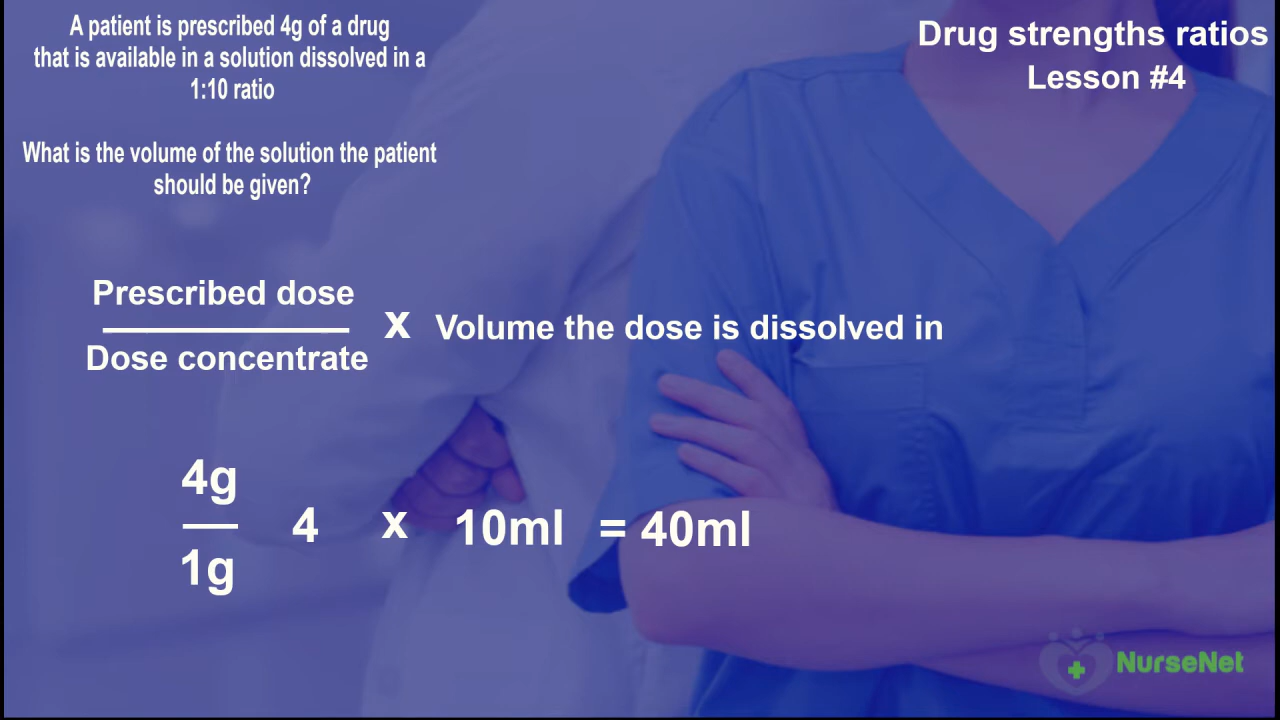 A patient is prescribed 4g of a drug
that is available in a solution dissolved in a
1:10 ratio
What is the volume of the solution the patient
should be given?
Drug strengths ratios
Lesson #4
Prescribed dose
Dose concentrate
x Volume the dose is dissolved in
4g
1g
4 x 10ml = 40ml
NurseNet